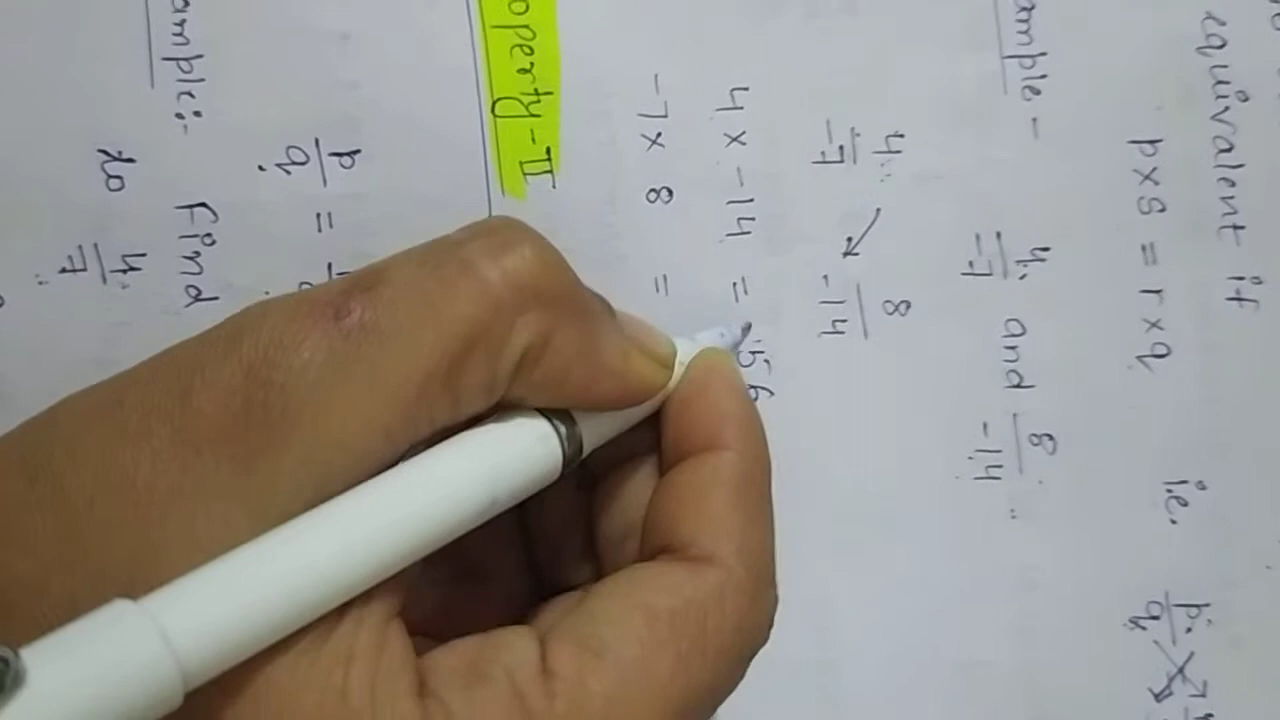 equivalent if
p×s = r×q i.e. p/q
ample - 4/-7 and 8/-14
4/-7 8/-14
4 × -14 = 56
-7 × 8 =
operty-II
p/q =
ample:- Find
to 4/7